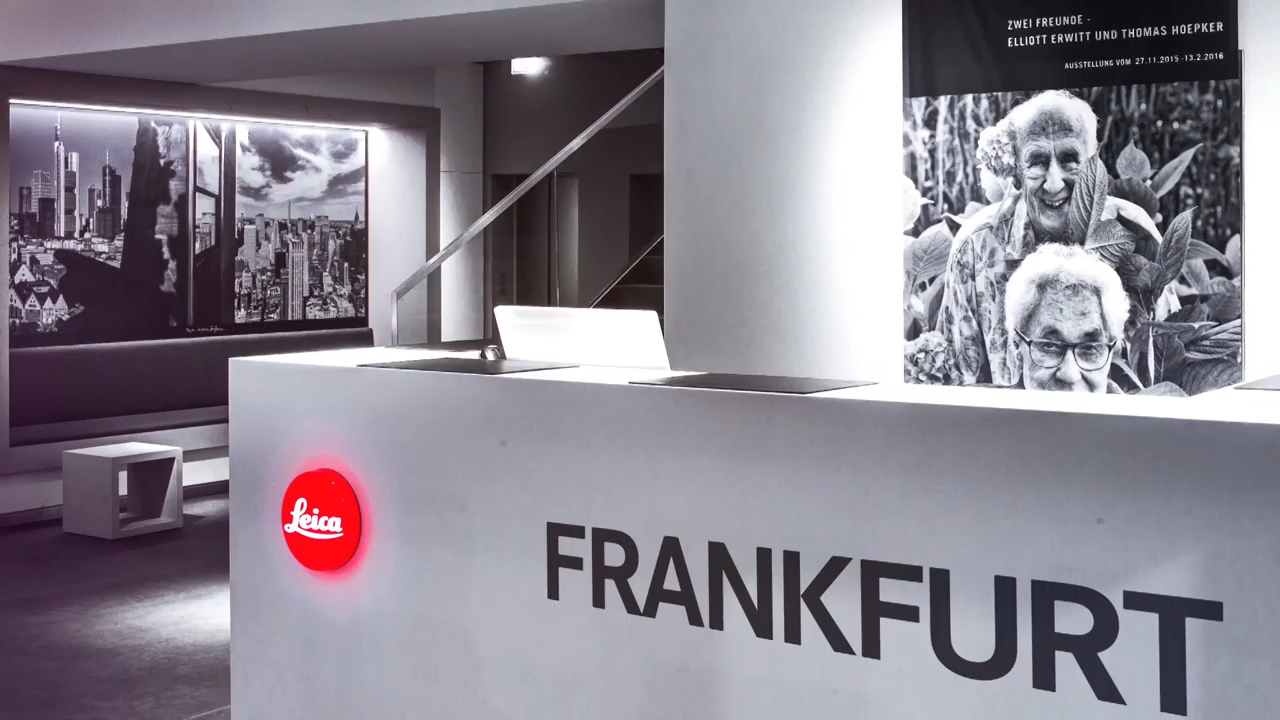 ZWEI FREUNDE -
ELLIOTT ERWITT UND THOMAS HOEPKER
AUSSTELLUNG VOM 27.11.2015 -13.2.2016
Leica
FRANKFURT